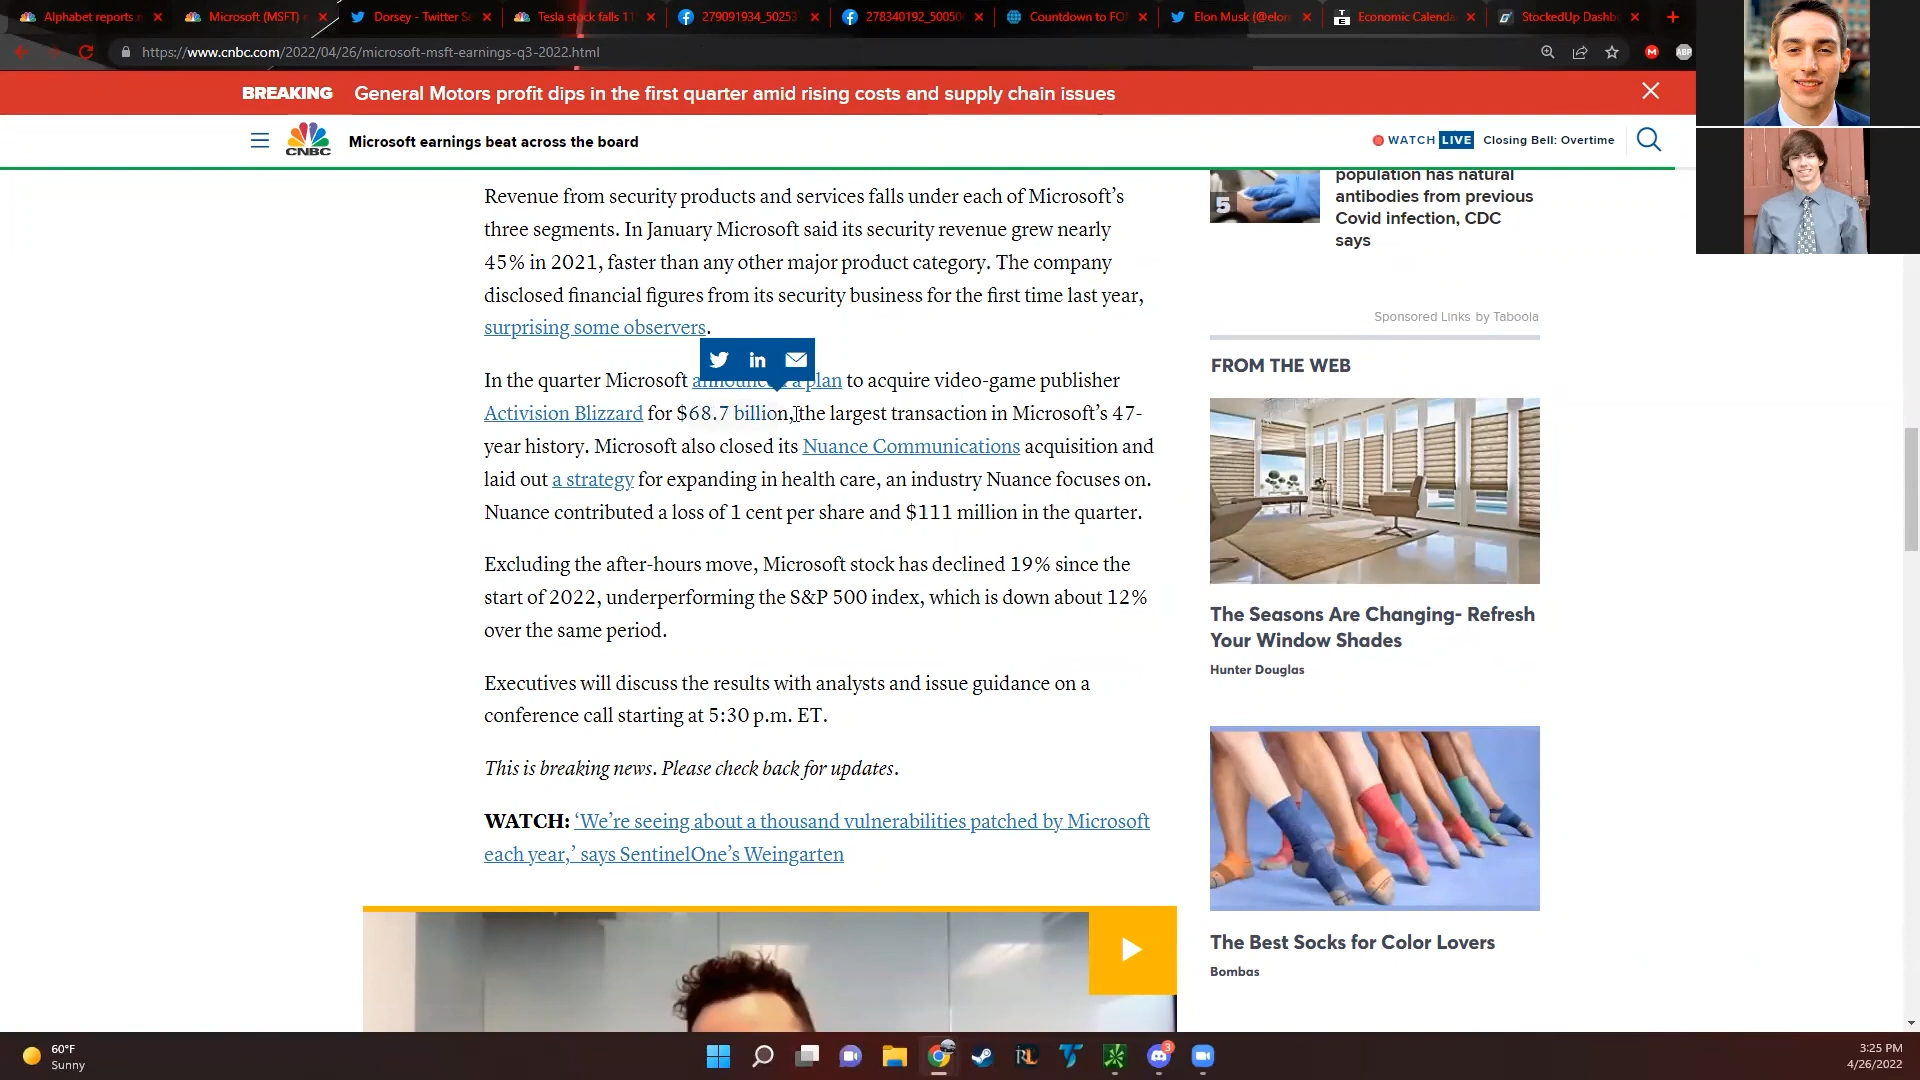 Alphabet reports
Microsoft (MSFT)
Dorsey - Twitter
Tesla stock falls
279091934_5025
278340192_5005
Countdown to
Elon Musk (@elon
Economic Calenda
StockedUp Dashb
https://www.cnbc.com/2022/04/26/microsoft-msft-earnings-q3-2022.html
M
ABP
BREAKING General Motors profit dips in the first quarter amid rising costs and supply chain issues
CNBC
Microsoft earnings beat across the board
WATCH LIVE Closing Bell: Overtime
Revenue from security products and services falls under each of Microsoft’s
three segments. In January Microsoft said its security revenue grew nearly
45% in 2021, faster than any other major product category. The company
disclosed financial figures from its security business for the first time last year,
surprising some observers.
In the quarter Microsoft announced a plan to acquire video-game publisher
Activision Blizzard for $68.7 billion, the largest transaction in Microsoft’s 47-
year history. Microsoft also closed its Nuance Communications acquisition and
laid out a strategy for expanding in health care, an industry Nuance focuses on.
Nuance contributed a loss of 1 cent per share and $111 million in the quarter.
Excluding the after-hours move, Microsoft stock has declined 19% since the
start of 2022, underperforming the S&P 500 index, which is down about 12%
over the same period.
Executives will discuss the results with analysts and issue guidance on a
conference call starting at 5:30 p.m. ET.
This is breaking news. Please check back for updates.
WATCH: ‘We’re seeing about a thousand vulnerabilities patched by Microsoft
each year,’ says SentinelOne’s Weingarten
5
population has natural
antibodies from previous
Covid infection, CDC
says
Sponsored Links by Taboola
FROM THE WEB
The Seasons Are Changing- Refresh
Your Window Shades
Hunter Douglas
The Best Socks for Color Lovers
Bombas
60°F
Sunny
3
3:25 PM
4/26/2022